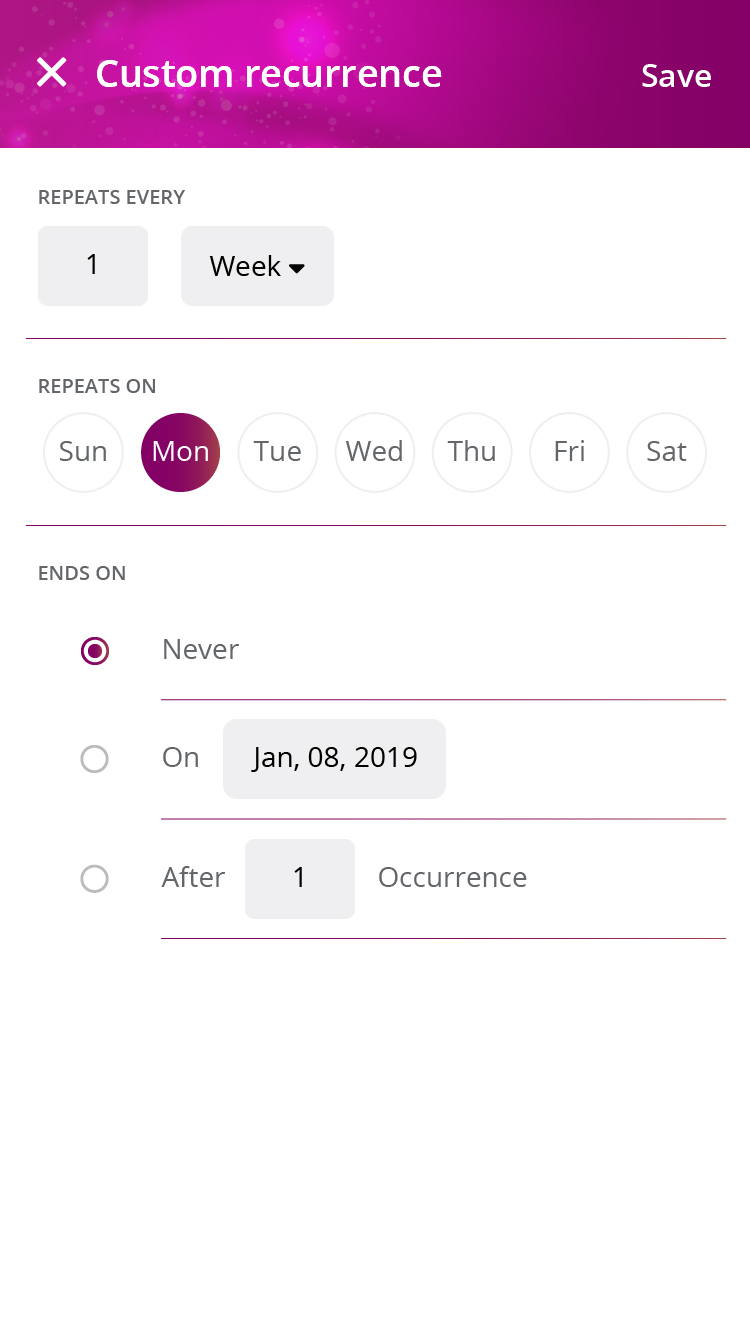 Custom recurrence Save
REPEATS EVERY
1 Week
REPEATS ON
Sun Mon Tue Wed Thu Fri Sat
ENDS ON
Never
On Jan, 08, 2019
After 1 Occurrence